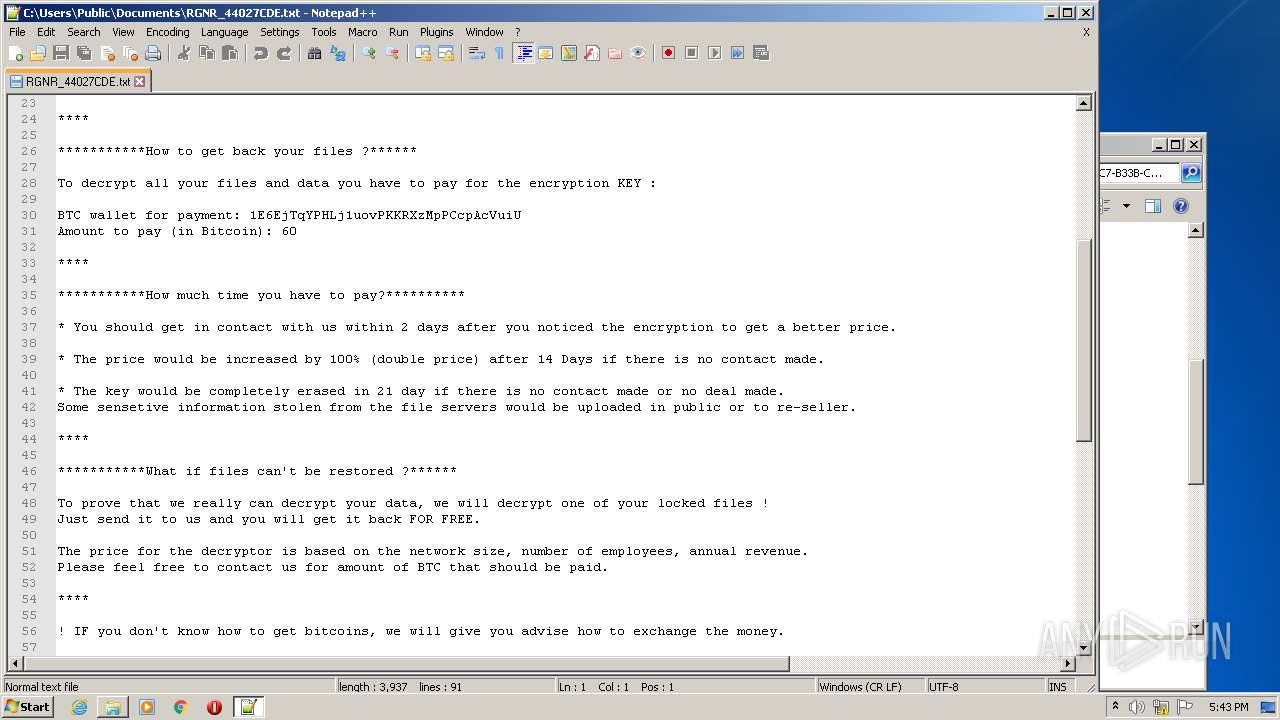 C:\Users\Public\Documents\RGNR_44027CDE.txt - Notepad++
File Edit Search View Encoding Language Settings Tools Macro Run Plugins Window ? X
RGNR_44027CDE.txt
23
24 ****
25
26 ***********How to get back your files ?******
27
28 To decrypt all your files and data you have to pay for the encryption KEY :
29
30 BTC wallet for payment: 1E6EjTqYPHLj1uovPKRNzzMpPCcpAcVu1U
31 Amount to pay (in Bitcoin): 60
32
33 ****
34
35 ***********How much time you have to pay?**********
36
37 * You should get in contact with us within 2 days after you noticed the encryption to get a better price.
38
39 * The price would be increased by 100% (double price) after 14 Days if there is no contact made.
40
41 * The key would be completely erased in 21 day if there is no contact made or no deal made.
42 Some sensetive information stolen from the file servers would be uploaded in public or to re-seller.
43
44 ****
45
46 ***********What if files can't be restored ?******
47
48 To prove that we really can decrypt your data, we will decrypt one of your locked files !
49 Just send it to us and you will get it back FOR FREE.
50
51 The price for the decryptor is based on the network size, number of employees, annual revenue.
52 Please feel free to contact us for amount of BTC that should be paid.
53
54 ****
55
56 ! IF you don't know how to get bitcoins, we will give you advise how to exchange the money.
57
C7-B33B-C...
ANY RUN
Normal text file length : 3,937 lines : 91 Ln : 1 Col : 1 Pos : 1 Windows (CR LF) UTF-8 INS
Start 5:43 PM